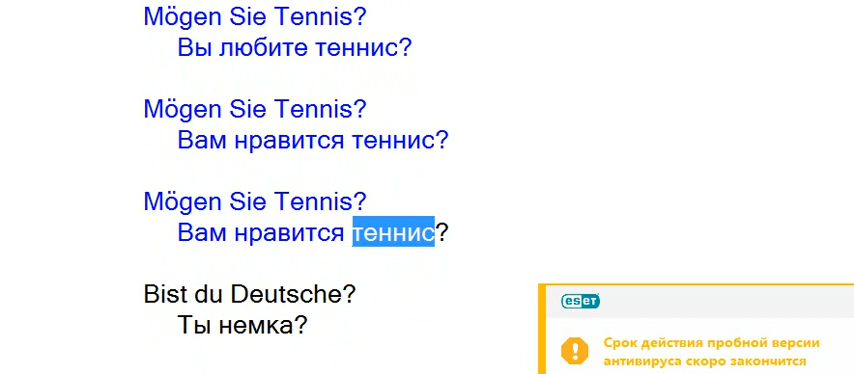 Mögen Sie Tennis?
Вы любите теннис?
Mögen Sie Tennis?
Вам нравится теннис?
Mögen Sie Tennis?
Вам нравится теннис?
Bist du Deutsche?
Ты немка?
eset
Срок действия пробной версии
антивируса скоро закончится